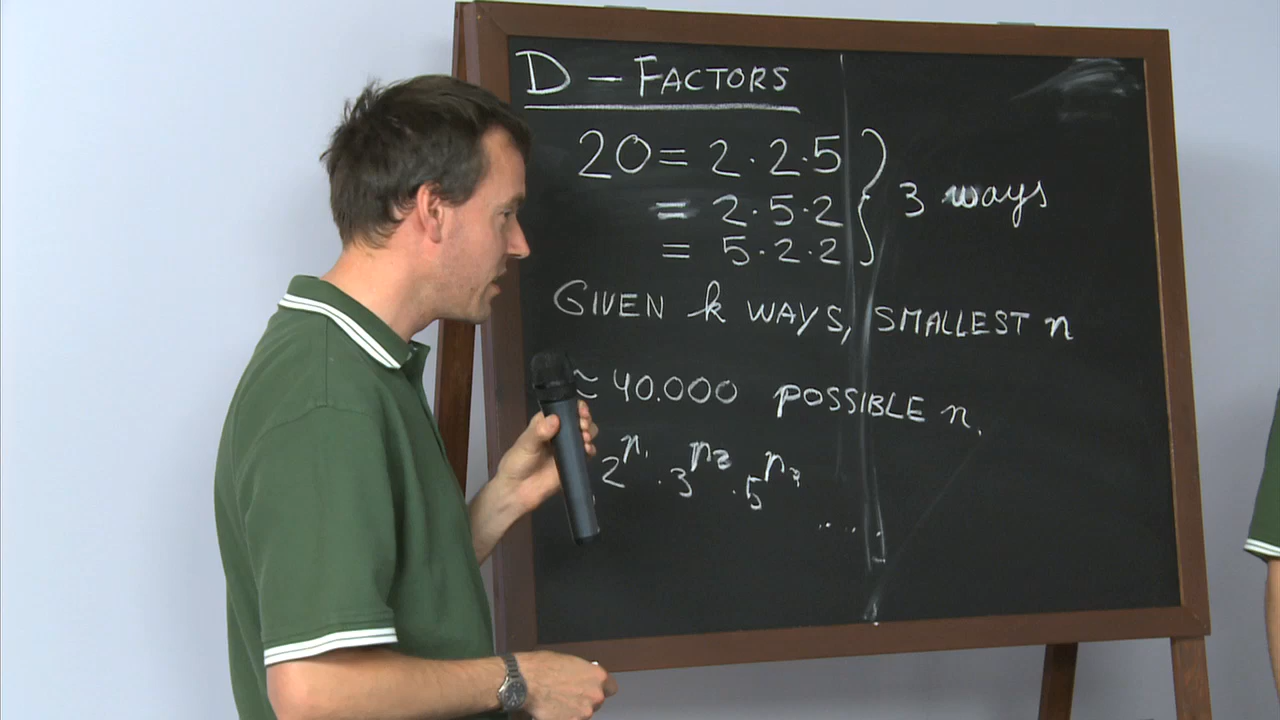 D - FACTORS
20 = 2·2·5
= 2·5·2
= 5·2·2
3 ways
GIVEN k WAYS, SMALLEST n
≈ 40.000 POSSIBLE n.
2^n1 · 3^n2 · 5^n3 ....